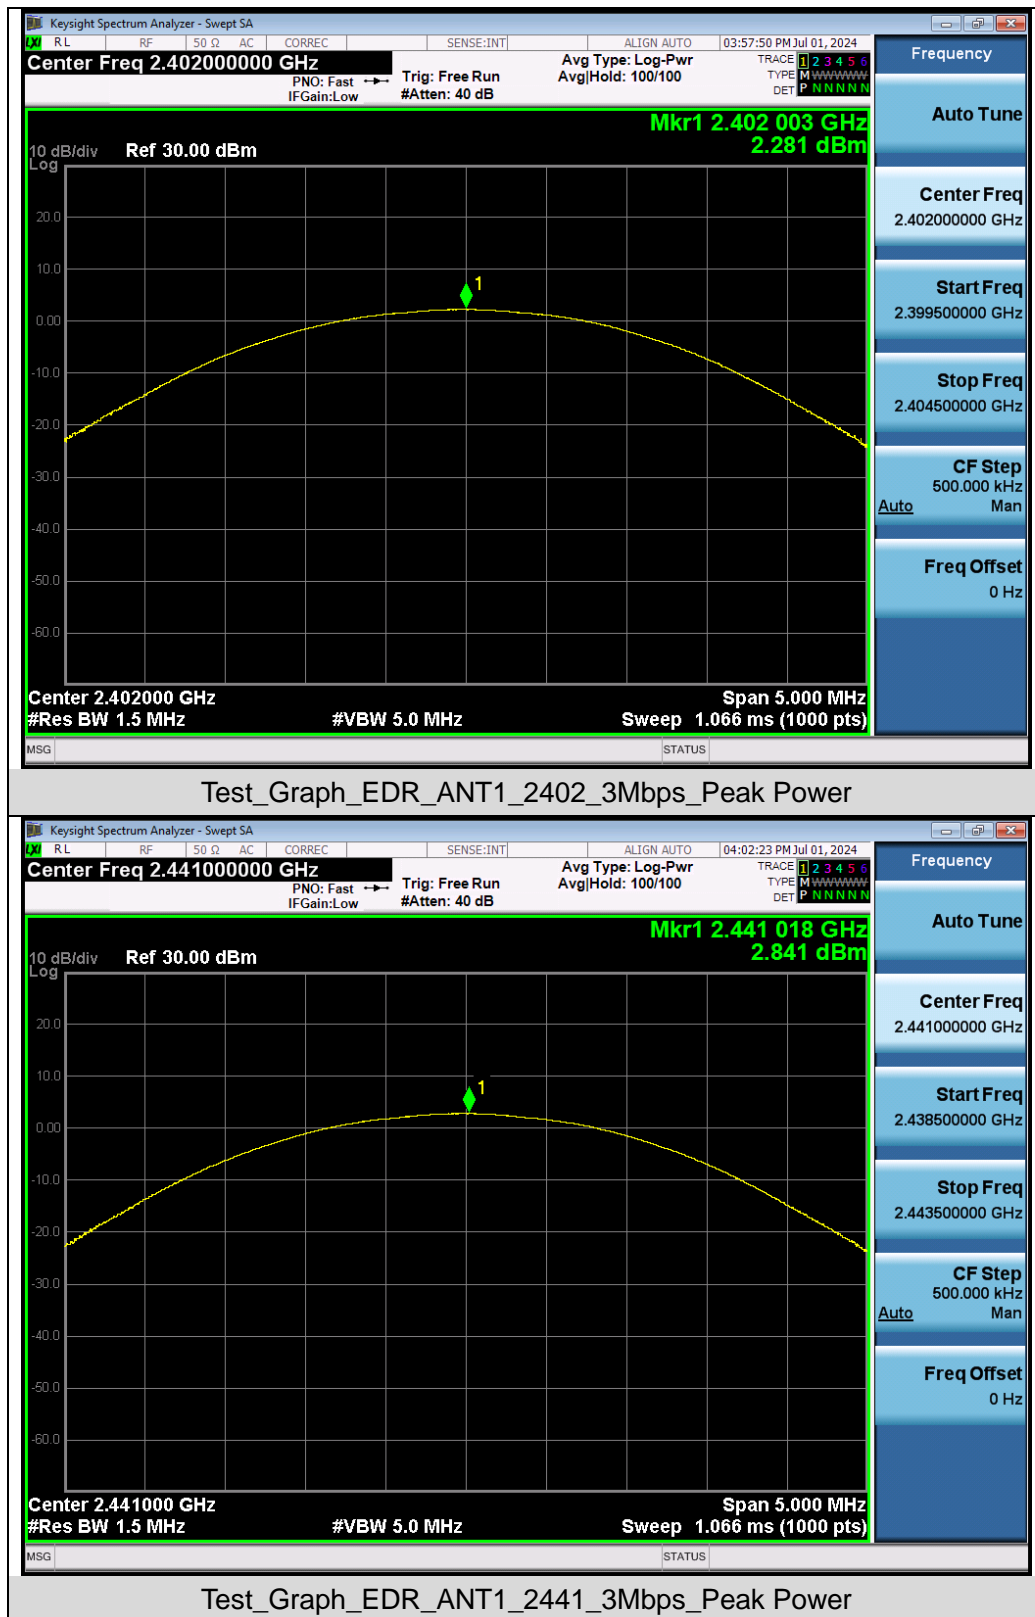 Keysight Spectrum Analyzer - Swept SA
LXI RL RF 50 Ω AC CORREC SENSE:INT ALIGN AUTO 03:57:50 PM Jul 01, 2024
Center Freq 2.402000000 GHz
PNO: Fast
IFGain:Low
Trig: Free Run
#Atten: 40 dB
Avg Type: Log-Pwr
Avg|Hold: 100/100
TRACE 1 2 3 4 5 6
TYPE M WWWWW
DET P N N N N N
Mkr1 2.402 003 GHz
2.281 dBm
10 dB/div Ref 30.00 dBm
Log
20.0
10.0
0.00
-10.0
-20.0
-30.0
-40.0
-50.0
-60.0
1
Center 2.402000 GHz Span 5.000 MHz
#Res BW 1.5 MHz #VBW 5.0 MHz Sweep 1.066 ms (1000 pts)
MSG STATUS
Frequency
Auto Tune
Center Freq
2.402000000 GHz
Start Freq
2.399500000 GHz
Stop Freq
2.404500000 GHz
CF Step
500.000 kHz
Auto Man
Freq Offset
0 Hz
Test_Graph_EDR_ANT1_2402_3Mbps_Peak Power
Keysight Spectrum Analyzer - Swept SA
LXI RL RF 50 Ω AC CORREC SENSE:INT ALIGN AUTO 04:02:23 PM Jul 01, 2024
Center Freq 2.441000000 GHz
PNO: Fast
IFGain:Low
Trig: Free Run
#Atten: 40 dB
Avg Type: Log-Pwr
Avg|Hold: 100/100
TRACE 1 2 3 4 5 6
TYPE M WWWWW
DET P N N N N N
Mkr1 2.441 018 GHz
2.841 dBm
10 dB/div Ref 30.00 dBm
Log
20.0
10.0
0.00
-10.0
-20.0
-30.0
-40.0
-50.0
-60.0
1
Center 2.441000 GHz Span 5.000 MHz
#Res BW 1.5 MHz #VBW 5.0 MHz Sweep 1.066 ms (1000 pts)
MSG STATUS
Frequency
Auto Tune
Center Freq
2.441000000 GHz
Start Freq
2.438500000 GHz
Stop Freq
2.443500000 GHz
CF Step
500.000 kHz
Auto Man
Freq Offset
0 Hz
Test_Graph_EDR_ANT1_2441_3Mbps_Peak Power